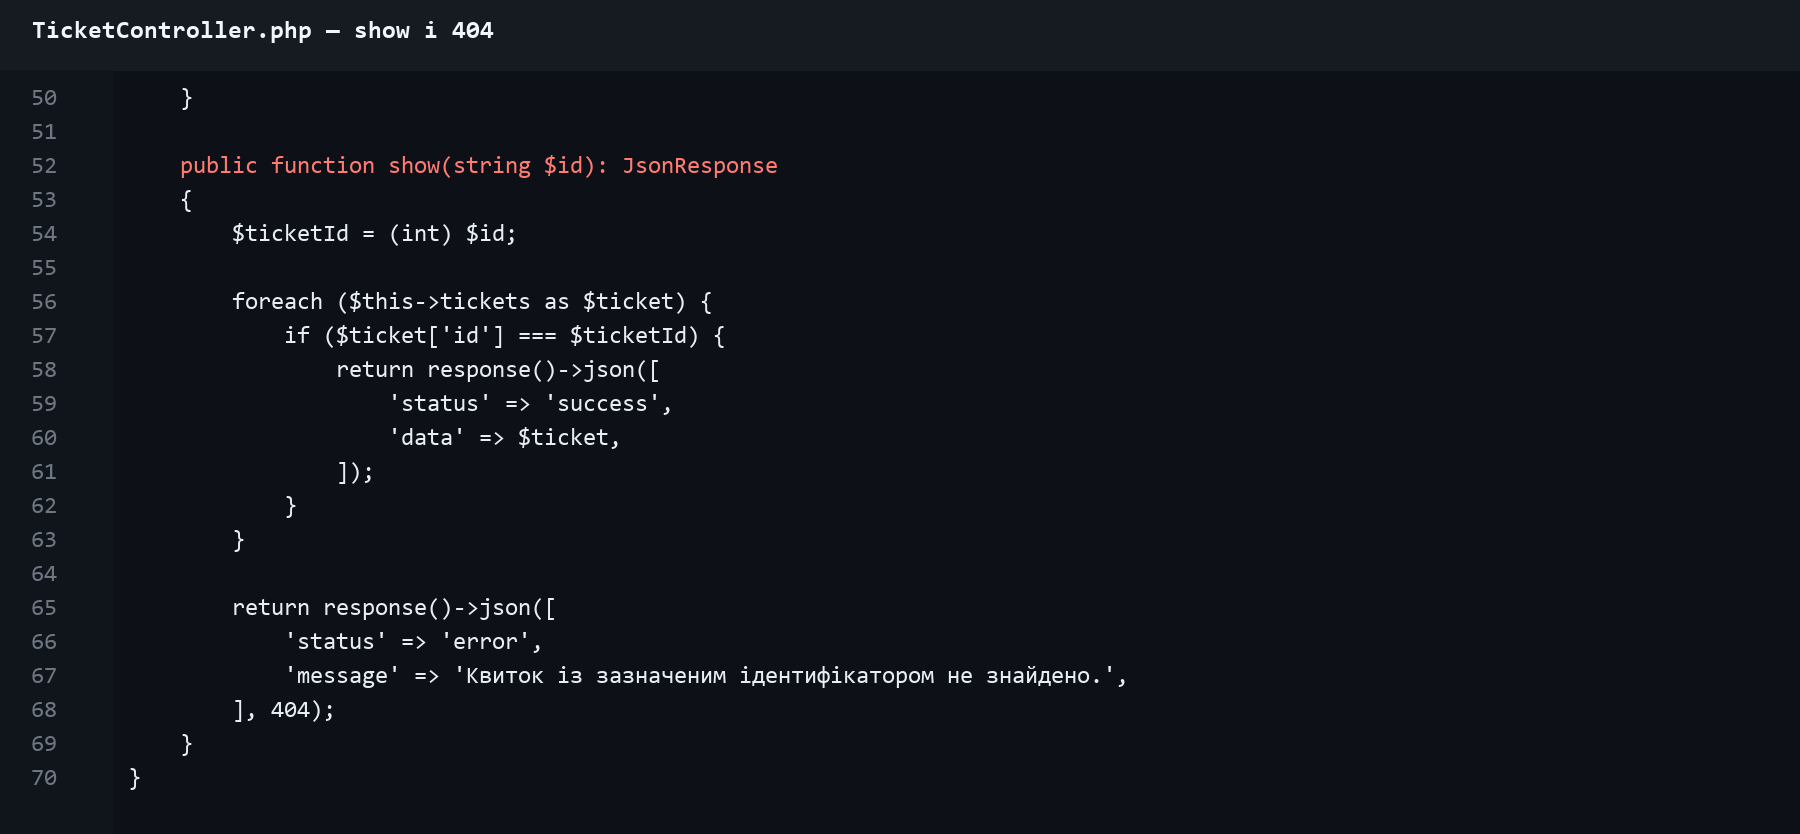 TicketController.php — show і 404
50     }
51
52     public function show(string $id): JsonResponse
53     {
54         $ticketId = (int) $id;
55
56         foreach ($this->tickets as $ticket) {
57             if ($ticket['id'] === $ticketId) {
58                 return response()->json([
59                     'status' => 'success',
60                     'data' => $ticket,
61                 ]);
62             }
63         }
64
65         return response()->json([
66             'status' => 'error',
67             'message' => 'Квиток із зазначеним ідентифікатором не знайдено.',
68         ], 404);
69     }
70 }